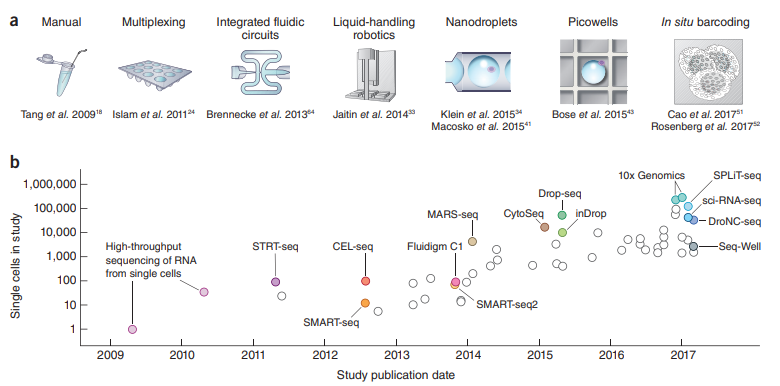 a
Manual
Multiplexing
Integrated fluidic
circuits
Liquid-handling
robotics
Nanodroplets
Picowells
In situ barcoding
Tang et al. 2009¹⁸
Islam et al. 2011²⁴
Brennecke et al. 2013⁶⁴
Jaitin et al. 2014³³
Klein et al. 2015³⁴
Macosko et al. 2015⁴¹
Bose et al. 2015⁴³
Cao et al. 2017⁵¹
Rosenberg et al. 2017⁵²
b
Single cells in study
1,000,000
100,000
10,000
1,000
100
10
1
High-throughput
sequencing of RNA
from single cells
STRT-seq
CEL-seq
SMART-seq
Fluidigm C1
SMART-seq2
MARS-seq
CytoSeq
Drop-seq
inDrop
10x Genomics
SPLiT-seq
sci-RNA-seq
DroNC-seq
Seq-Well
2009
2010
2011
2012
2013
2014
2015
2016
2017
Study publication date